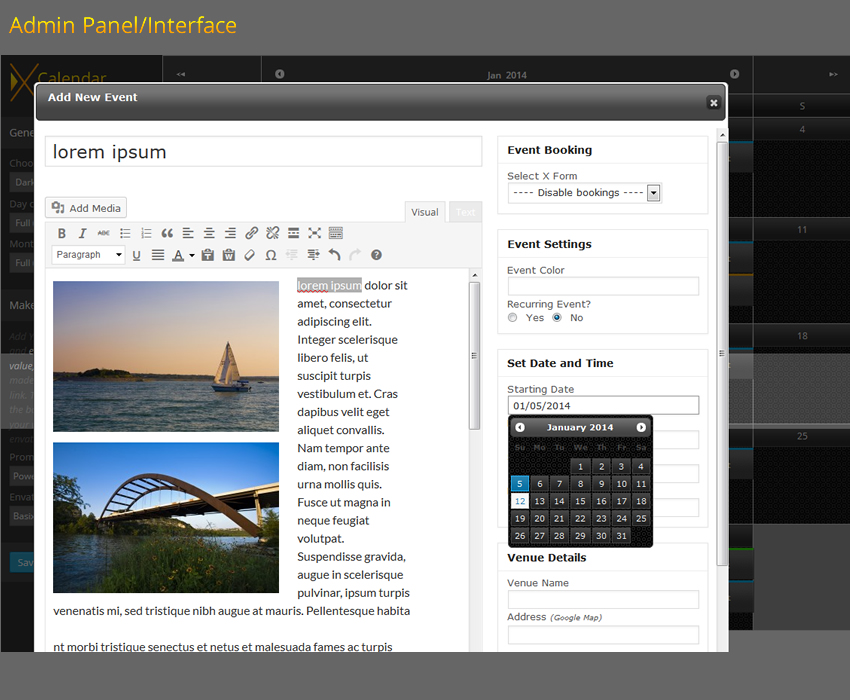 Admin Panel/Interface
Calendar
Jan 2014
Add New Event
S
4
11
18
25
lorem ipsum
Add Media
Visual
Text
B I ABC
Paragraph
U A
lorem ipsum dolor sit
amet, consectetur
adipiscing elit.
Integer scelerisque
libero felis, ut
suscipit turpis
vestibulum et. Cras
dapibus velit eget
aliquet convallis.
Nam tempor ante
diam, non facilisis
urna mollis quis.
Fusce ut magna in
neque feugiat
volutpat.
Suspendisse gravida,
augue in scelerisque
pulvinar, ipsum turpis
venenatis mi, sed tristique nibh augue at mauris. Pellentesque habita
nt morbi tristique senectus et netus et malesuada fames ac turpis
Event Booking
Select X Form
---- Disable bookings ----
Event Settings
Event Color
Recurring Event?
Yes No
Set Date and Time
Starting Date
01/05/2014
January 2014
Su Mo Tu We Th Fr Sa
1 2 3 4
5 6 7 8 9 10 11
12 13 14 15 16 17 18
19 20 21 22 23 24 25
26 27 28 29 30 31
Venue Details
Venue Name
Address (Google Map)